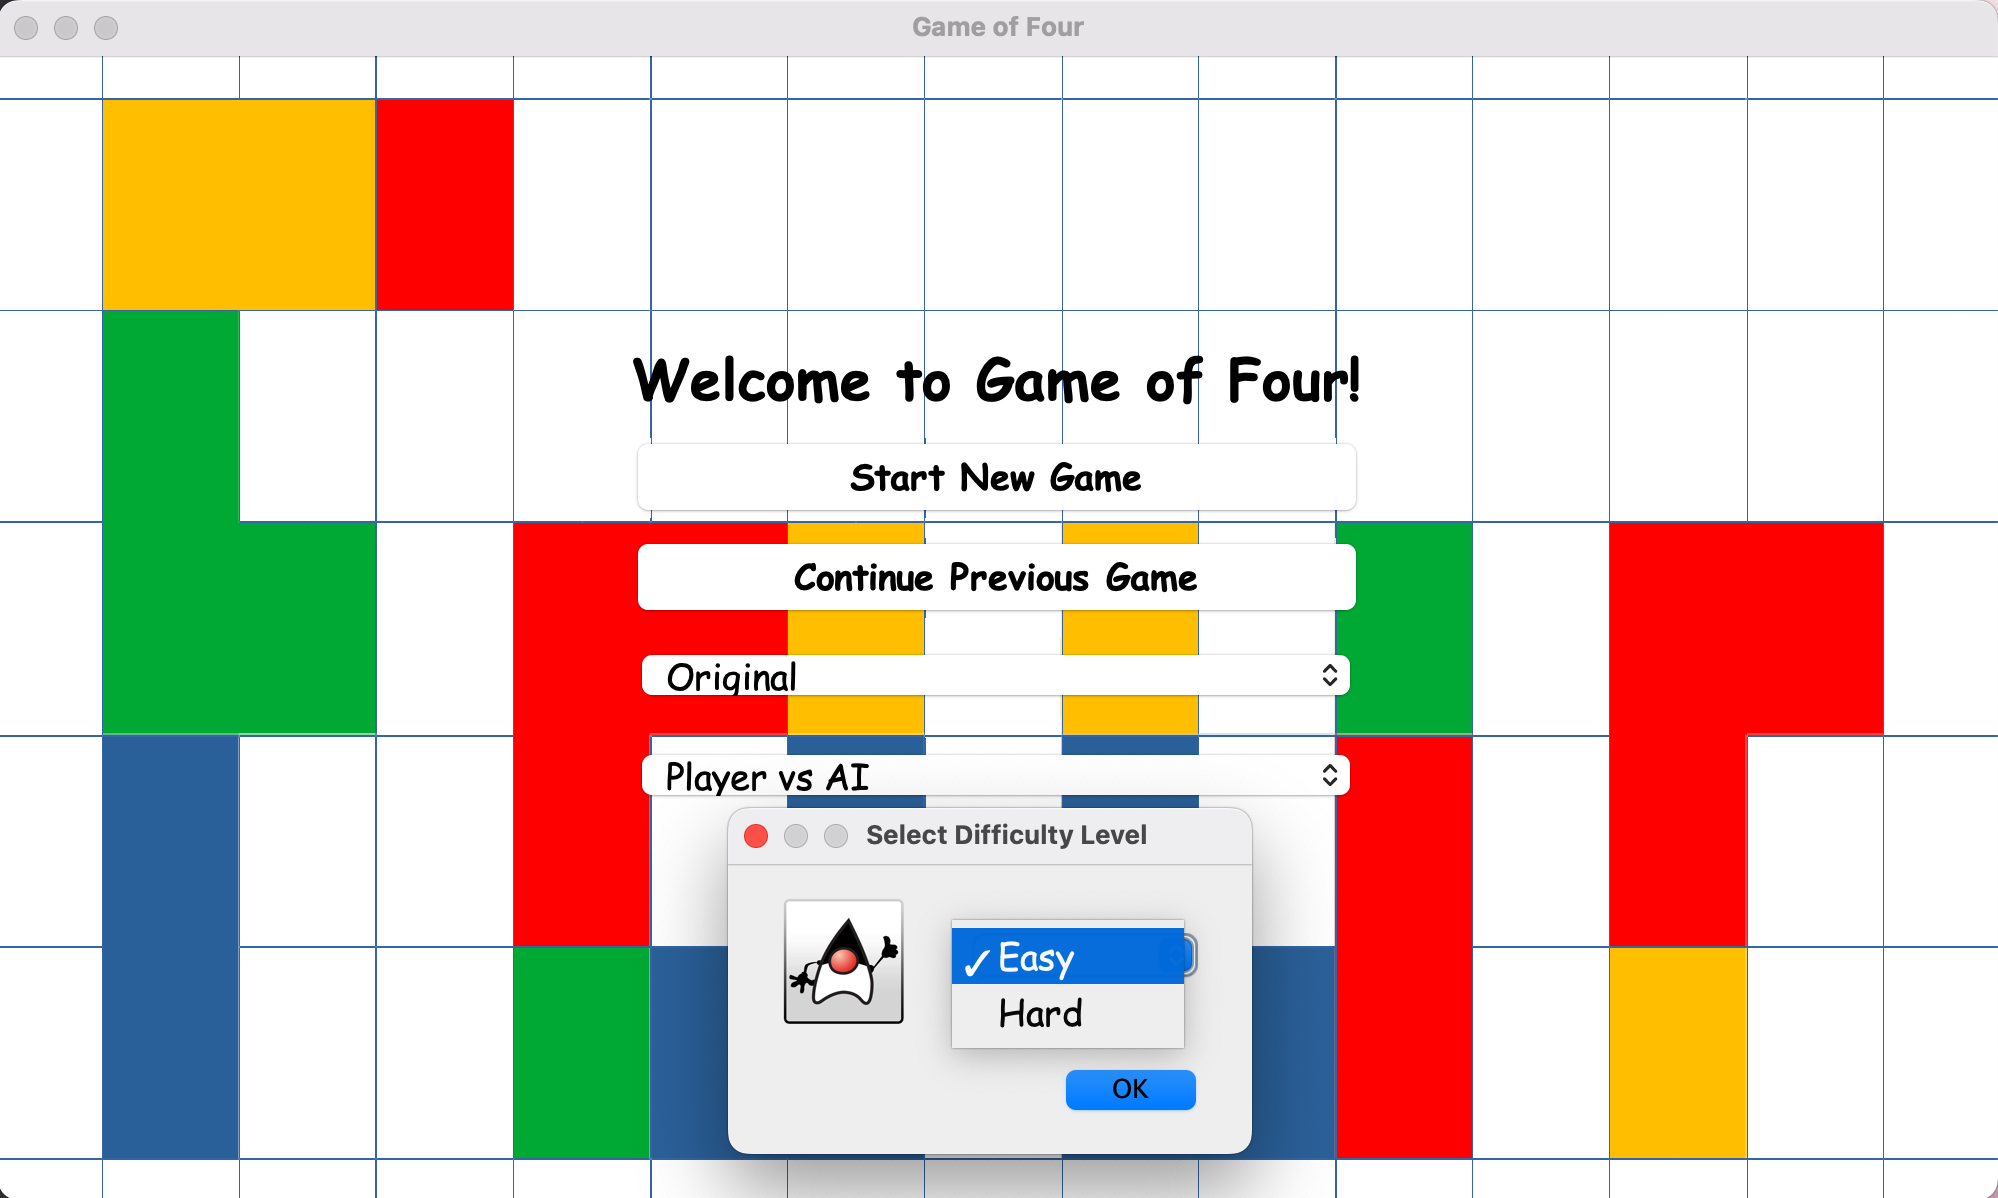 Game of Four
Welcome to Game of Four!
Start New Game
Continue Previous Game
Original
Player vs AI
Select Difficulty Level
✓ Easy
Hard
OK